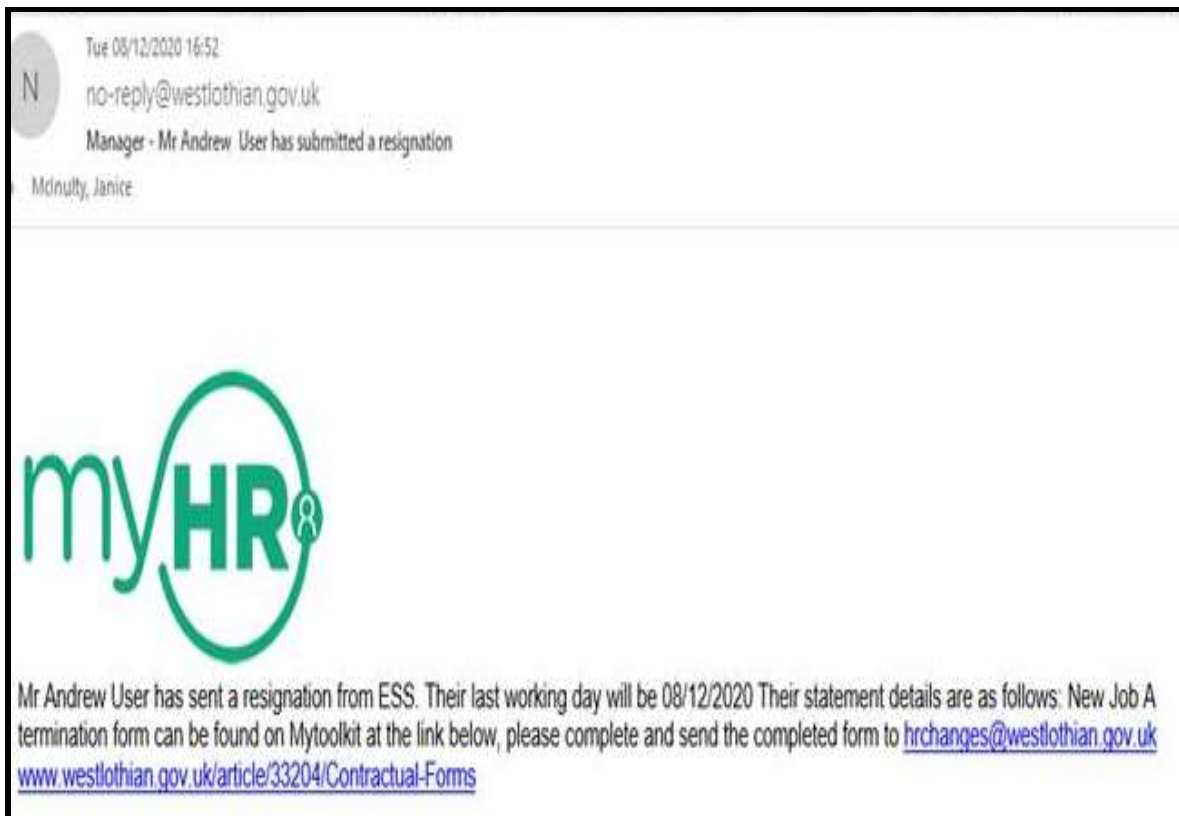 Tue 08/12/2020 16:52
N
no-reply@westlothian.gov.uk
Manager - Mr Andrew User has submitted a resignation
McInulty, Janice
myHR
Mr Andrew User has sent a resignation from ESS. Their last working day will be 08/12/2020 Their statement details are as follows: New Job A
termination form can be found on Mytoolkit at the link below, please complete and send the completed form to hrchanges@westlothian.gov.uk
www.westlothian.gov.uk/article/33204/Contractual-Forms